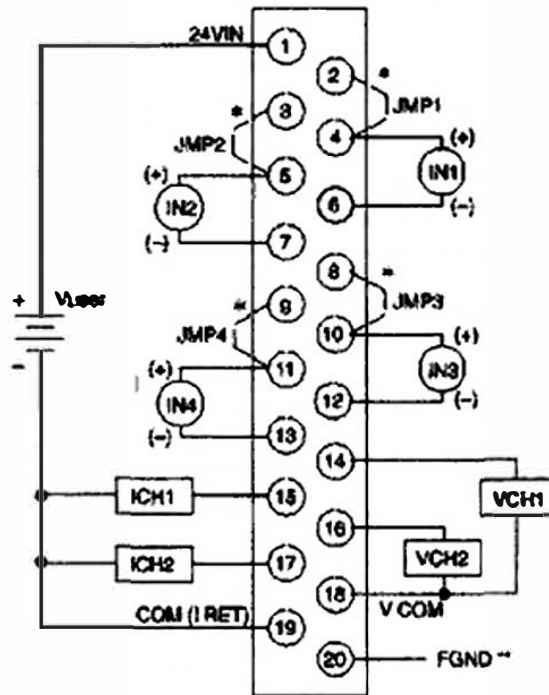 24VIN 1
2 *
* 3
JMP1
JMP2
4 (+)
(+) 5
IN1
IN2
6 (-)
(-) 7
8 *
+ Vuser
* 9
JMP3
JMP4
10 (+)
(+) 11
IN3
IN4
12 (-)
(-) 13
-
14
ICH1 15
VCH1
16
ICH2 17
VCH2
18 V COM
COM (I RET) 19
20 FGND **